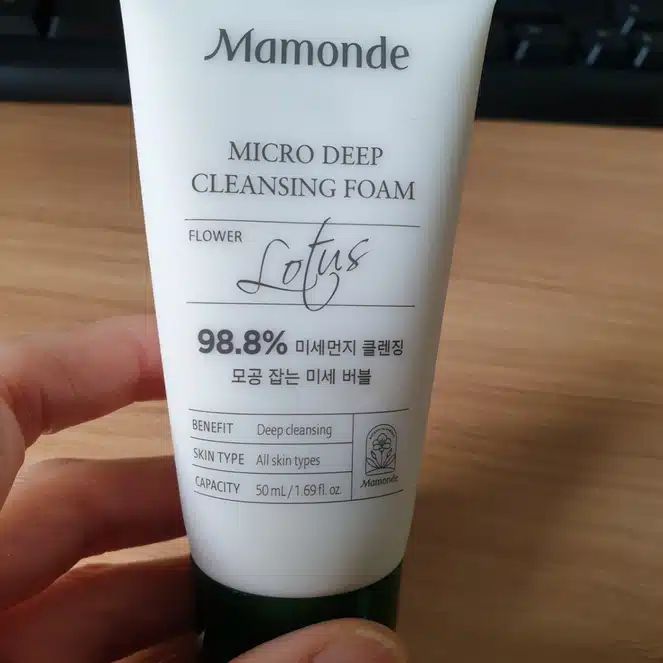 Mamonde
MICRO DEEP
CLEANSING FOAM
FLOWER
Lotus
98.8% 미세먼지 클렌징
모공 잡는 미세 버블
BENEFIT Deep cleansing
SKIN TYPE All skin types
CAPACITY 50 mL / 1.69 fl. oz.
Mamonde